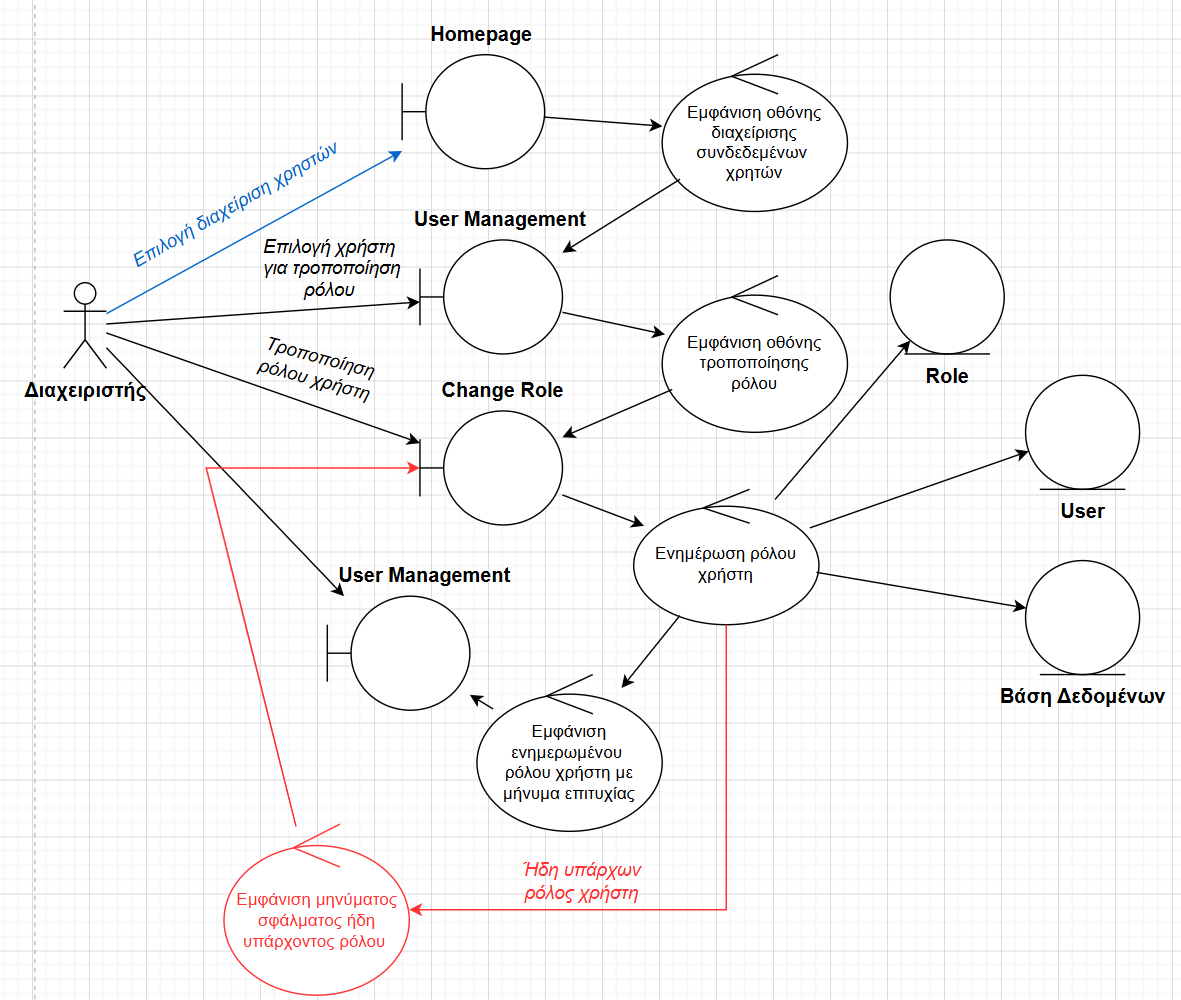 Homepage
Εμφάνιση οθόνης
διαχείρισης
συνδεδεμένων
χρητών
Επιλογή διαχείριση χρηστών
User Management
Επιλογή χρήστη
για τροποποίηση
ρόλου
Εμφάνιση οθόνης
τροποποίησης
ρόλου
Role
Διαχειριστής
Τροποποίηση
ρόλου χρήστη
Change Role
User
Ενημέρωση ρόλου
χρήστη
User Management
Βάση Δεδομένων
Εμφάνιση
ενημερωμένου
ρόλου χρήστη με
μήνυμα επιτυχίας
Ήδη υπάρχων
ρόλος χρήστη
Εμφάνιση μηνύματος
σφάλματος ήδη
υπάρχοντος ρόλου